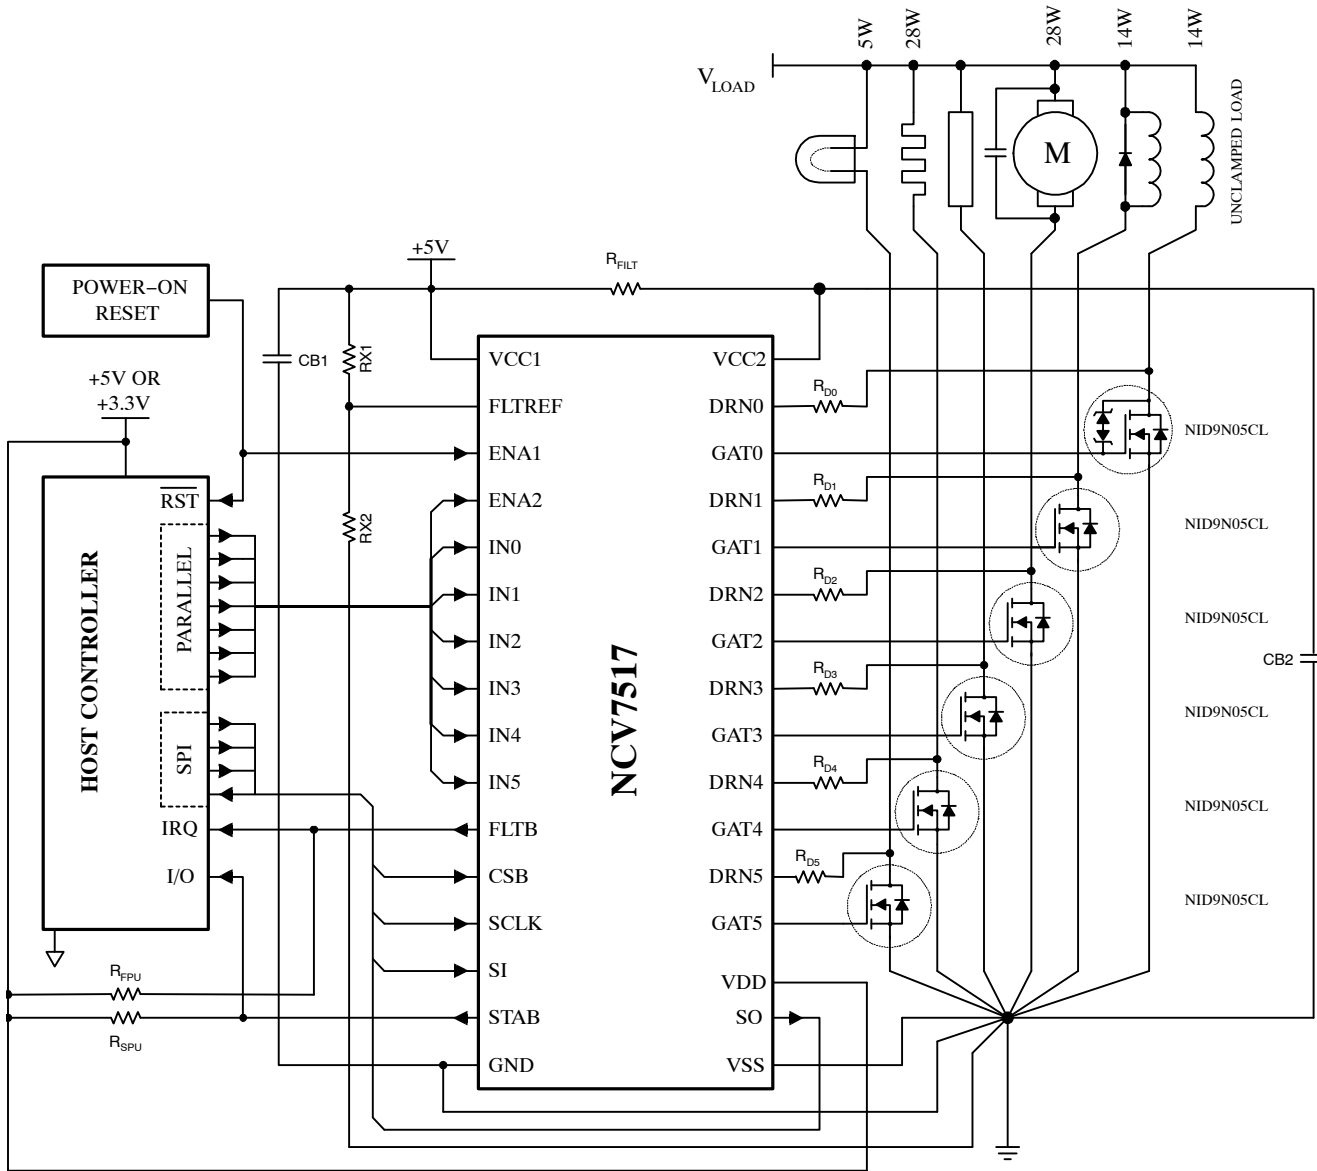 5W
28W
28W
14W
14W
V_LOAD
M
UNCLAMPED LOAD
+5V
R_FILT
POWER−ON
RESET
CB1
RX1
VCC1
VCC2
+5V OR
+3.3V
R_D0
FLTREF
DRN0
NID9N05CL
ENA1
GAT0
RST
ENA2
R_D1
DRN1
RX2
NID9N05CL
HOST CONTROLLER
PARALLEL
IN0
GAT1
R_D2
IN1
DRN2
NID9N05CL
IN2
GAT2
NCV7517
CB2
R_D3
IN3
DRN3
NID9N05CL
SPI
IN4
GAT3
R_D4
IN5
DRN4
NID9N05CL
IRQ
FLTB
GAT4
R_D5
I/O
CSB
DRN5
NID9N05CL
SCLK
GAT5
R_FPU
SI
VDD
STAB
SO
R_SPU
GND
VSS